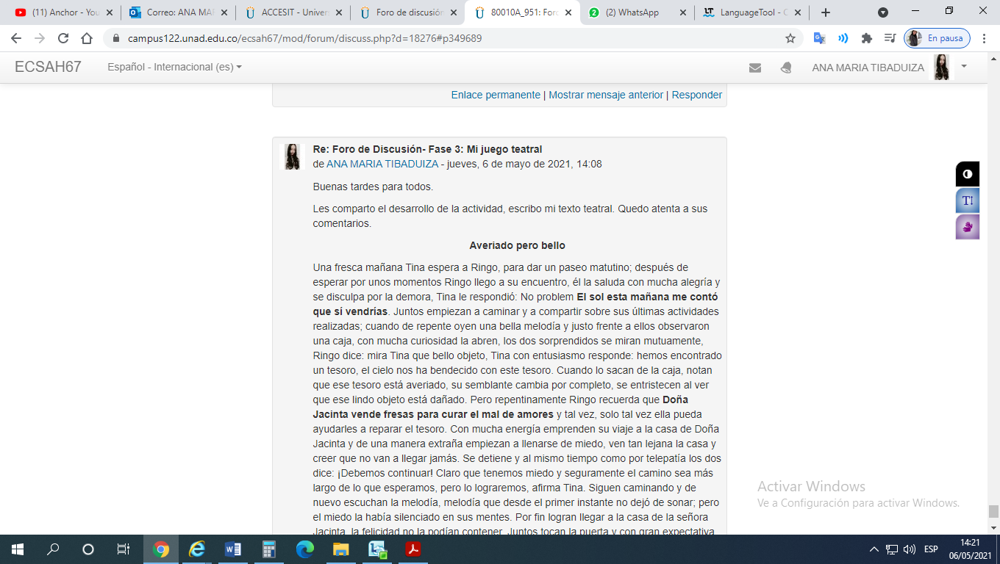 (11) Anchor - You
Correo: ANA MAR
ACCESIT - Univers
Foro de discusión
80010A_951: Foro
2
(2) WhatsApp
LT
LanguageTool - C
campus122.unad.edu.co/ecsah67/mod/forum/discuss.php?d=18276#p349689
En pausa
ECSAH67
Español - Internacional (es)
ANA MARIA TIBADUIZA
Enlace permanente | Mostrar mensaje anterior | Responder
Re: Foro de Discusión- Fase 3: Mi juego teatral
de ANA MARIA TIBADUIZA - jueves, 6 de mayo de 2021, 14:08
Buenas tardes para todos.
Les comparto el desarrollo de la actividad, escribo mi texto teatral. Quedo atenta a sus
comentarios.
Averiado pero bello
Una fresca mañana Tina espera a Ringo, para dar un paseo matutino; después de
esperar por unos momentos Ringo llego a su encuentro, él la saluda con mucha alegría y
se disculpa por la demora, Tina le respondió: No problem El sol esta mañana me contó
que sí vendrías. Juntos empiezan a caminar y a compartir sobre sus últimas actividades
realizadas; cuando de repente oyen una bella melodía y justo frente a ellos observaron
una caja, con mucha curiosidad la abren, los dos sorprendidos se miran mutuamente,
Ringo dice: mira Tina que bello objeto, Tina con entusiasmo responde: hemos encontrado
un tesoro, el cielo nos ha bendecido con este tesoro. Cuando lo sacan de la caja, notan
que ese tesoro está averiado, su semblante cambia por completo, se entristecen al ver
que ese lindo objeto está dañado. Pero repentinamente Ringo recuerda que Doña
Jacinta vende fresas para curar el mal de amores y tal vez, solo tal vez ella pueda
ayudarles a reparar el tesoro. Con mucha energía emprenden su viaje a la casa de Doña
Jacinta y de una manera extraña empiezan a llenarse de miedo, ven tan lejana la casa y
creer que no van a llegar jamás. Se detiene y al mismo tiempo como por telepatía los dos
dice: ¡Debemos continuar! Claro que tenemos miedo y seguramente el camino sea más
largo de lo que esperamos, pero lo lograremos, afirma Tina. Siguen caminando y de
nuevo escuchan la melodía, melodía que desde el primer instante no dejó de sonar; pero
el miedo la había silenciado en sus mentes. Por fin logran llegar a la casa de la señora
Jacinta, la felicidad no la podían contener. Juntos tocan la puerta y con gran expectativa
TI
Activar Windows
Ve a Configuración para activar Windows.
ESP
14:21
06/05/2021